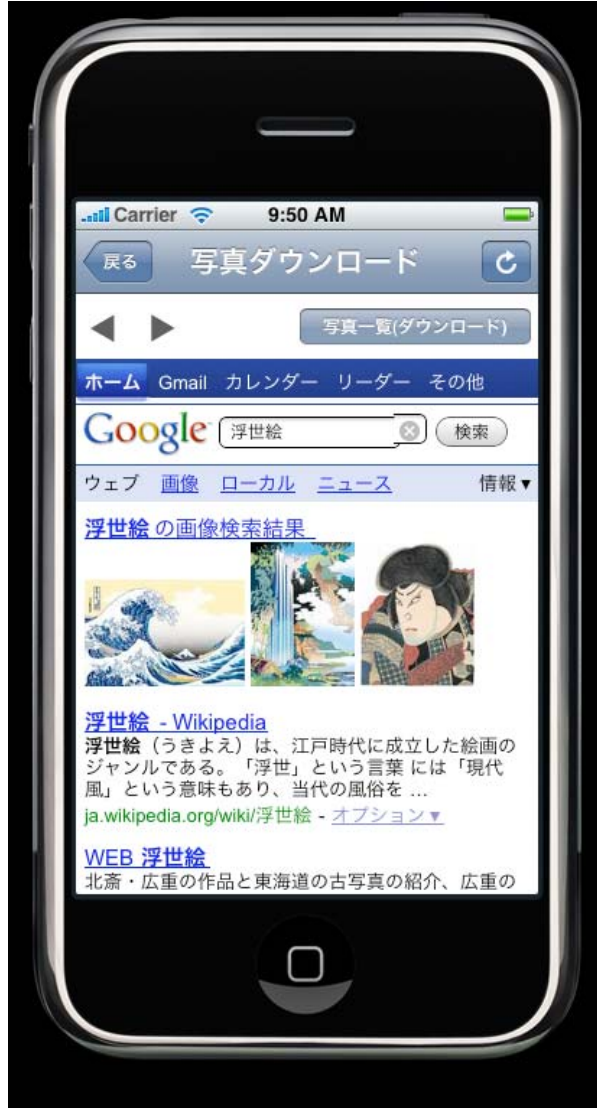 Carrier 9:50 AM
戻る 写真ダウンロード
写真一覧(ダウンロード)
ホーム Gmail カレンダー リーダー その他
Google 浮世絵 検索
ウェブ 画像 ローカル ニュース 情報▼
浮世絵 の画像検索結果
浮世絵 - Wikipedia
浮世絵（うきよえ）は、江戸時代に成立した絵画の
ジャンルである。「浮世」という言葉 には「現代
風」という意味もあり、当代の風俗を ...
ja.wikipedia.org/wiki/浮世絵 - オプション▼
WEB 浮世絵
北斎・広重の作品と東海道の古写真の紹介、広重の